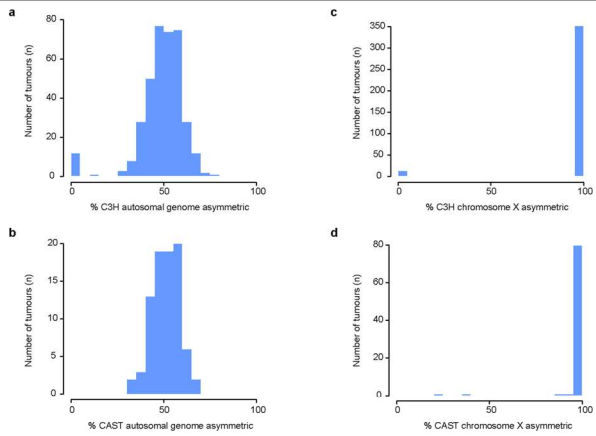 a
80
60
40
20
0
Number of tumours (n)
0 50 100
% C3H autosomal genome asymmetric
b
20
15
10
5
0
Number of tumours (n)
0 50 100
% CAST autosomal genome asymmetric
c
350
300
250
200
150
100
50
0
Number of tumours (n)
0 50 100
% C3H chromosome X asymmetric
d
80
60
40
20
0
Number of tumours (n)
0 50 100
% CAST chromosome X asymmetric